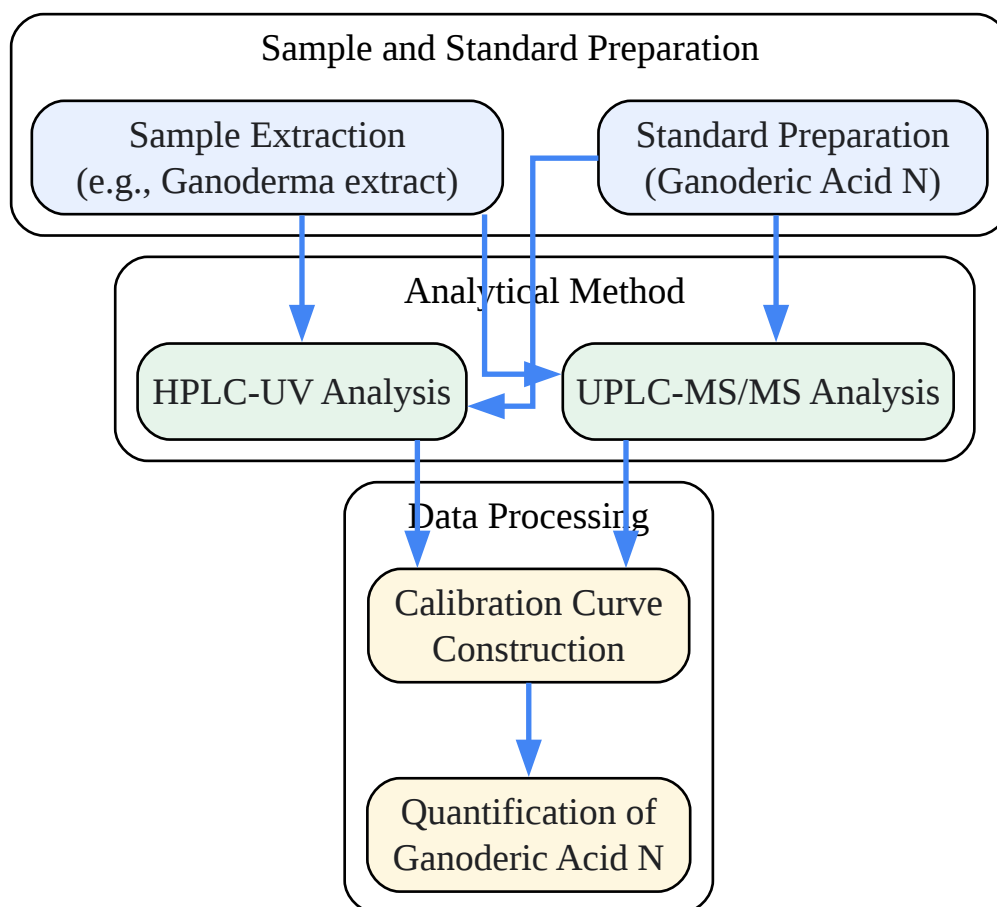 Sample and Standard Preparation
Sample Extraction
(e.g., Ganoderma extract)
Standard Preparation
(Ganoderic Acid N)
Analytical Method
HPLC-UV Analysis
UPLC-MS/MS Analysis
Data Processing
Calibration Curve
Construction
Quantification of
Ganoderic Acid N